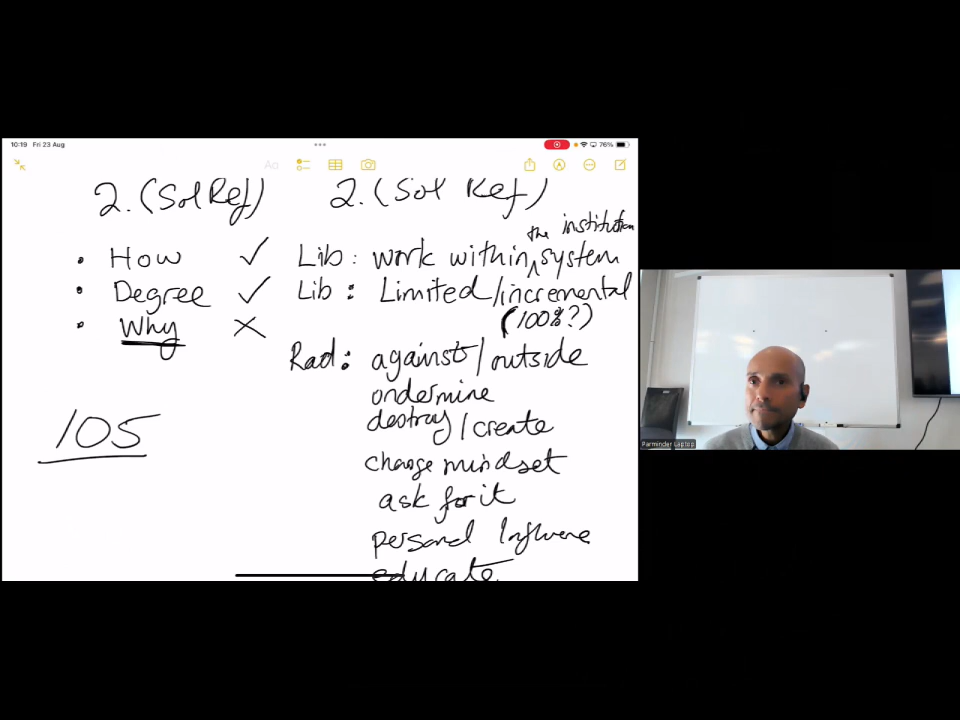 10:19 Fri 23 Aug
76%
Aa
2. (Sol Ref)
• How ✓
• Degree ✓
• Why ✗
105
2. (Sol Ref)
the institution
Lib: work within ^ system
Lib: Limited/incremental
(100%?)
Rad: against/outside
undermine
destroy/create
change mindset
ask for it
personal Influence
educate
Parminder Laptop